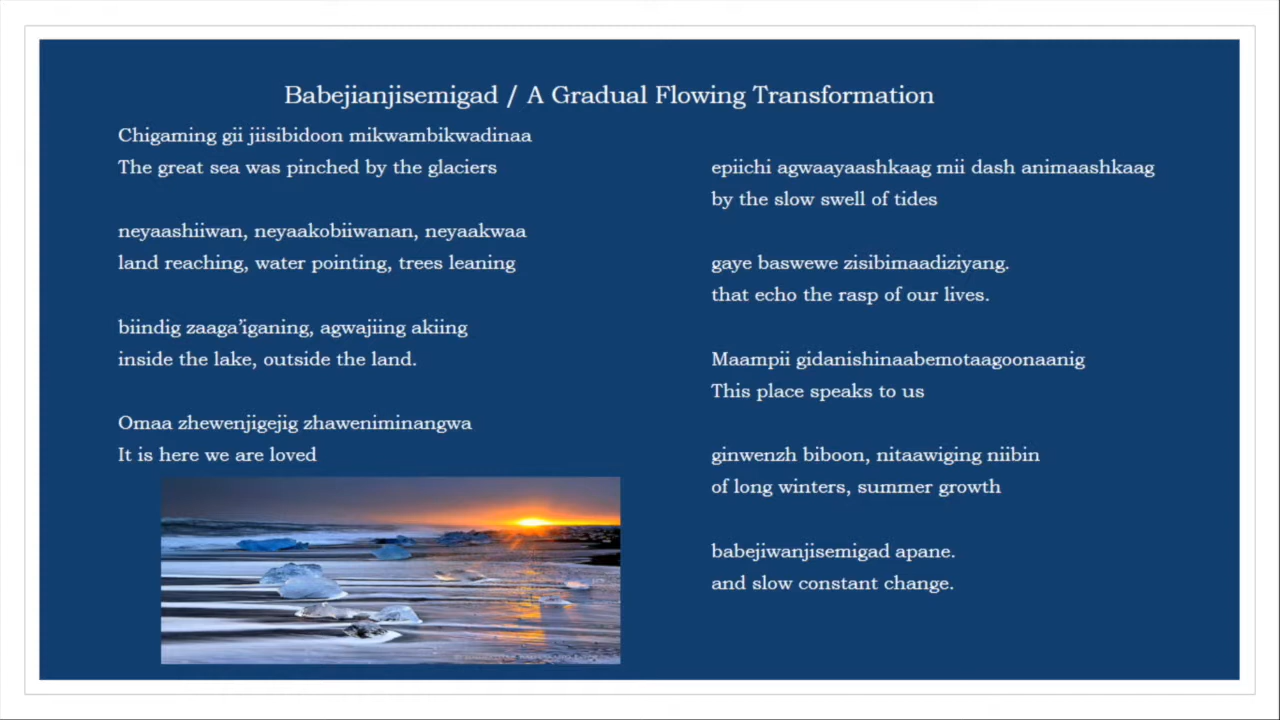 Babejianjisemigad / A Gradual Flowing Transformation
Chigaming gii jiisibidoon mikwambikwadinaa
The great sea was pinched by the glaciers
neyaashiiwan, neyaakobiiwanan, neyaakwaa
land reaching, water pointing, trees leaning
biindig zaaga’iganing, agwajiing akiing
inside the lake, outside the land.
Omaa zhewenjigejig zhaweniminangwa
It is here we are loved
epiichi agwaayaashkaag mii dash animaashkaag
by the slow swell of tides
gaye baswewe zisibimaadiziyang.
that echo the rasp of our lives.
Maampii gidanishinaabemotaagoonaanig
This place speaks to us
ginwenzh biboon, nitaawiging niibin
of long winters, summer growth
babejiwanjisemigad apane.
and slow constant change.